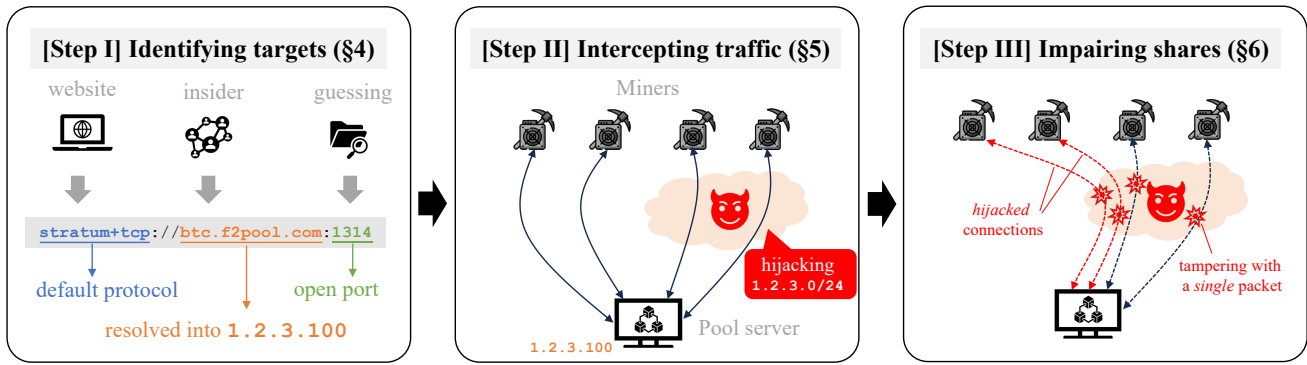 [Step I] Identifying targets (§4)
website
insider
guessing
stratum+tcp://btc.f2pool.com:1314
default protocol
open port
resolved into 1.2.3.100
[Step II] Intercepting traffic (§5)
Miners
hijacking
1.2.3.0/24
Pool server
1.2.3.100
[Step III] Impairing shares (§6)
hijacked
connections
tampering with
a single packet